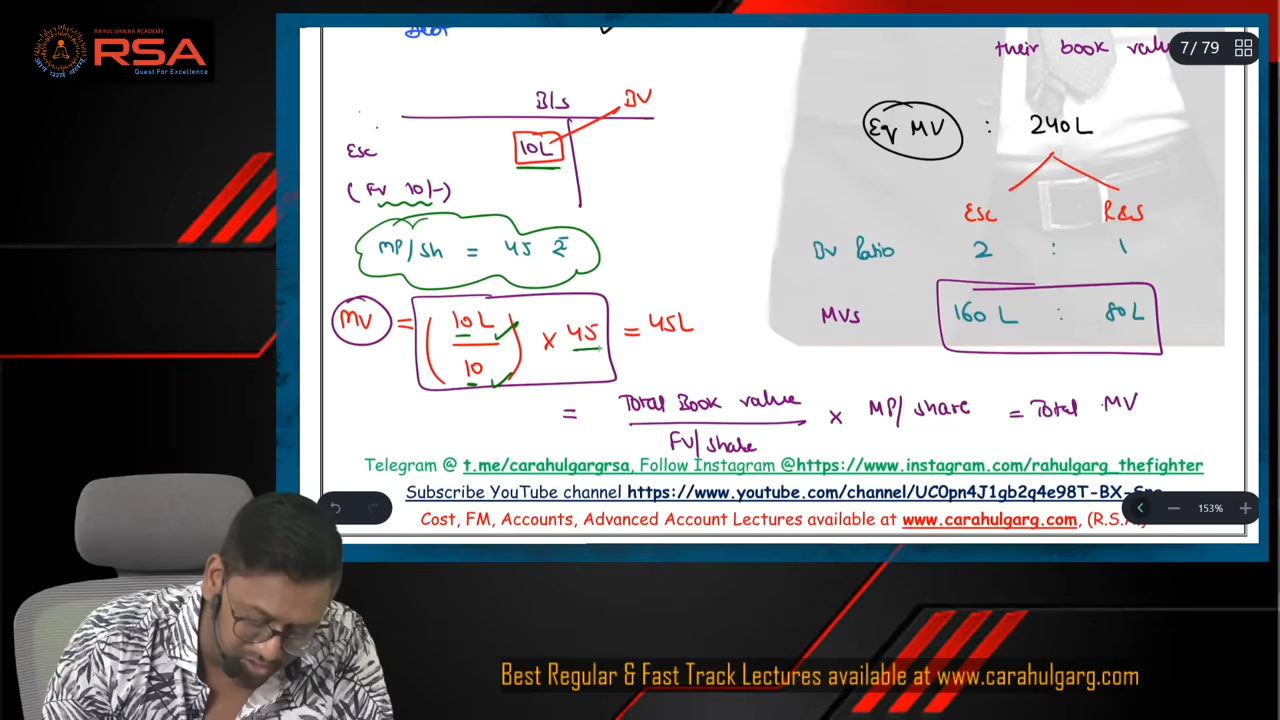 RAHUL SHIKHA ACADEMY
RSA
Quest For Excellence
their book valu
7/79
B/s
BV
10L
Esc
( FV 10/-)
MP/sh = 45
MV = ( 10L / 10 ) × 45 = 45L
= Total Book value / FV/share × MP/share = Total MV
Eq MV : 240L
Esc R&S
BV Ratio 2 : 1
MVs 160L : 80L
Telegram @ t.me/carahulgargrsa, Follow Instagram @https://www.instagram.com/rahulgarg_thefighter
Subscribe YouTube channel https://www.youtube.com/channel/UC0pn4J1gb2q4e98T-BX-
Cost, FM, Accounts, Advanced Account Lectures available at www.carahulgarg.com, (R.S.A.)
153%
Best Regular & Fast Track Lectures available at www.carahulgarg.com